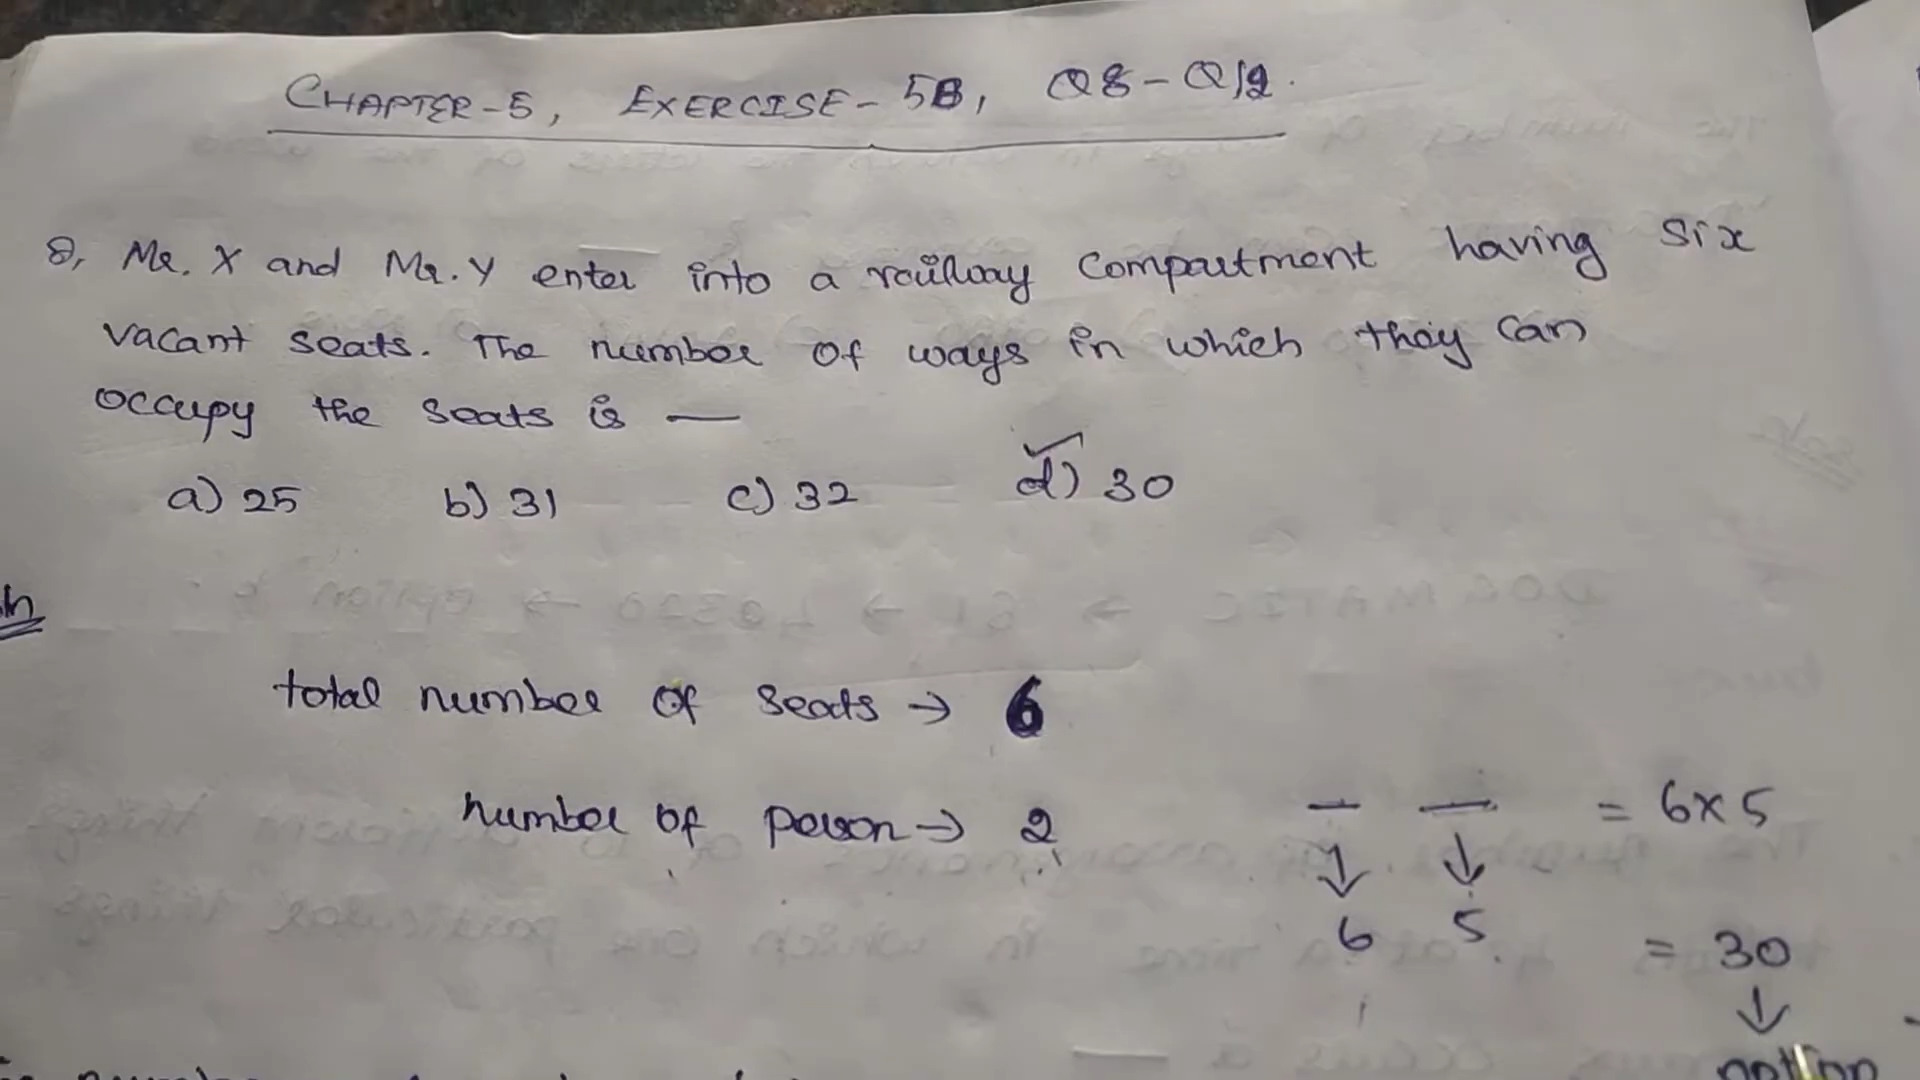 CHAPTER-5, EXERCISE-5B, Q8-Q12.
8, Mr. X and Mr. Y enter into a railway compartment having six
vacant seats. The number of ways in which they can
occupy the seats is —
a) 25 b) 31 c) 32 d) 30
total number of seats → 6
number of person → 2
— — = 6x5
↓ ↓
6 5
= 30
↓
option